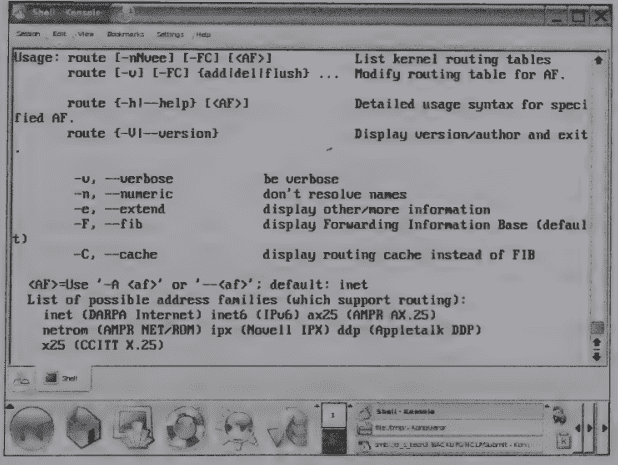 Shell - Konsole
Session Edit View Bookmarks Settings Help
Usage: route [-nNvee] [-FC] [<AF>] List kernel routing tables
route [-v] [-FC] {add|del|flush} ... Modify routing table for AF.
route {-h|--help} [<AF>] Detailed usage syntax for speci
fied AF.
route {-V|--version} Display version/author and exit
.
-v, --verbose be verbose
-n, --numeric don't resolve names
-e, --extend display other/more information
-F, --fib display Forwarding Information Base (defaul
t)
-C, --cache display routing cache instead of FIB
<AF>=Use '-A <af>' or '--<af>'; default: inet
List of possible address families (which support routing):
inet (DARPA Internet) inet6 (IPv6) ax25 (AMPR AX.25)
netrom (AMPR NET/ROM) ipx (Novell IPX) ddp (Appletalk DDP)
x25 (CCITT X.25)
Shell
1
Shell - Konsole
file:/tmp/ - Konqueror